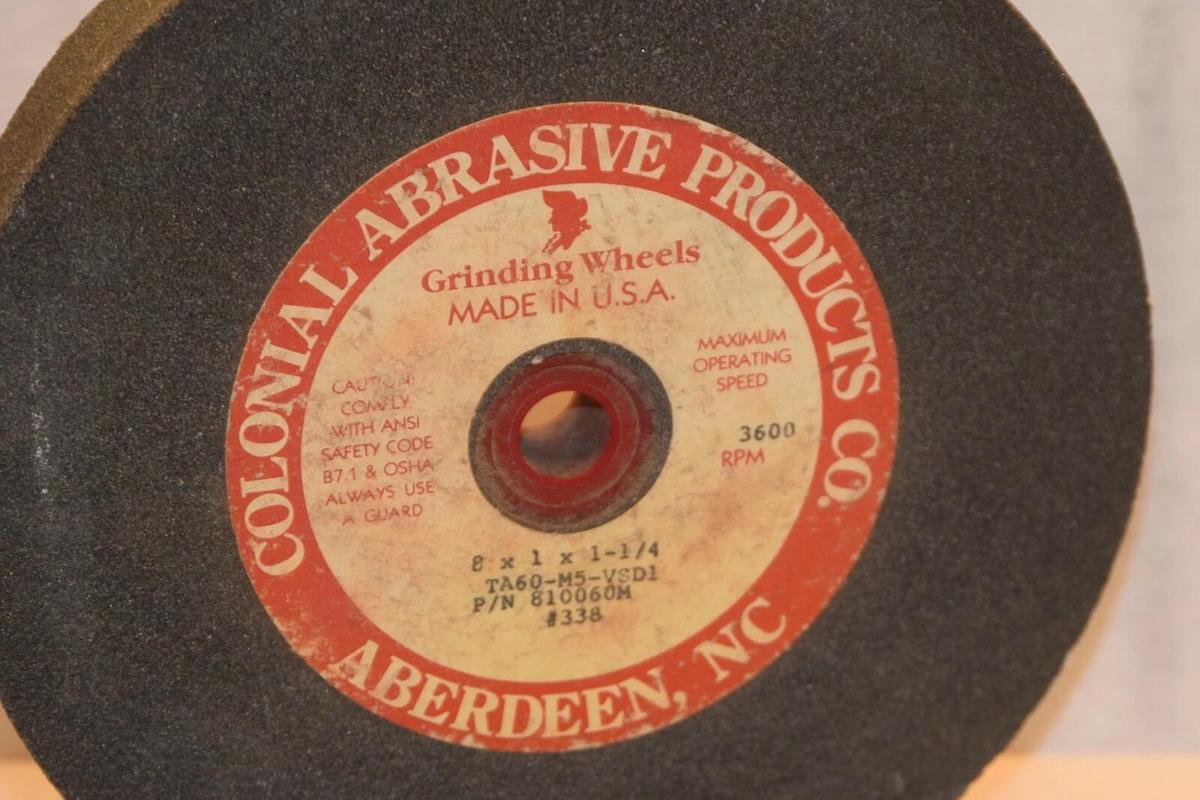 COLONIAL ABRASIVE PRODUCTS CO.
Grinding Wheels
MADE IN U.S.A.
MAXIMUM
OPERATING
SPEED
3600
RPM
CAUTION:
COMPLY
WITH ANSI
SAFETY CODE
B7.1 & OSHA
ALWAYS USE
A GUARD
8 x 1 x 1-1/4
TA60-M5-VSD1
P/N 810060M
#338
ABERDEEN, NC